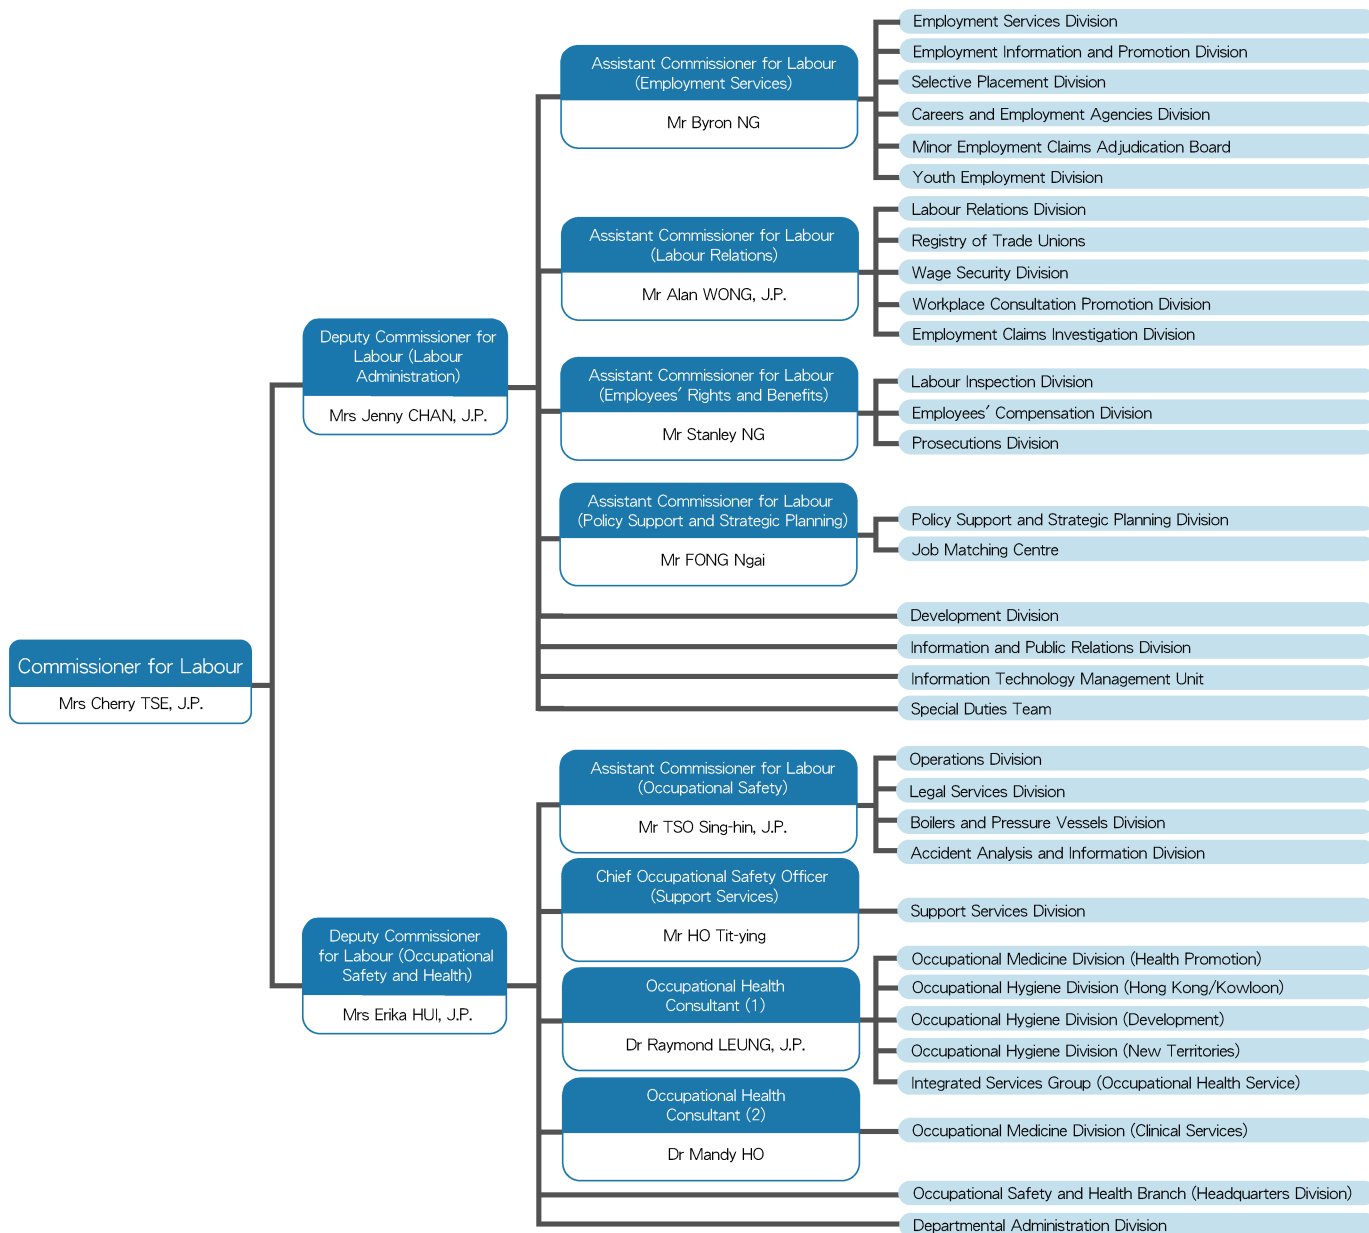 Commissioner for Labour
Mrs Cherry TSE, J.P.
Deputy Commissioner for
Labour (Labour
Administration)
Mrs Jenny CHAN, J.P.
Assistant Commissioner for Labour
(Employment Services)
Mr Byron NG
Employment Services Division
Employment Information and Promotion Division
Selective Placement Division
Careers and Employment Agencies Division
Minor Employment Claims Adjudication Board
Youth Employment Division
Assistant Commissioner for Labour
(Labour Relations)
Mr Alan WONG, J.P.
Labour Relations Division
Registry of Trade Unions
Wage Security Division
Workplace Consultation Promotion Division
Employment Claims Investigation Division
Assistant Commissioner for Labour
(Employees' Rights and Benefits)
Mr Stanley NG
Labour Inspection Division
Employees' Compensation Division
Prosecutions Division
Assistant Commissioner for Labour
(Policy Support and Strategic Planning)
Mr FONG Ngai
Policy Support and Strategic Planning Division
Job Matching Centre
Development Division
Information and Public Relations Division
Information Technology Management Unit
Special Duties Team
Deputy Commissioner
for Labour (Occupational
Safety and Health)
Mrs Erika HUI, J.P.
Assistant Commissioner for Labour
(Occupational Safety)
Mr TSO Sing-hin, J.P.
Operations Division
Legal Services Division
Boilers and Pressure Vessels Division
Accident Analysis and Information Division
Chief Occupational Safety Officer
(Support Services)
Mr HO Tit-ying
Support Services Division
Occupational Health
Consultant (1)
Dr Raymond LEUNG, J.P.
Occupational Medicine Division (Health Promotion)
Occupational Hygiene Division (Hong Kong/Kowloon)
Occupational Hygiene Division (Development)
Occupational Hygiene Division (New Territories)
Integrated Services Group (Occupational Health Service)
Occupational Health
Consultant (2)
Dr Mandy HO
Occupational Medicine Division (Clinical Services)
Occupational Safety and Health Branch (Headquarters Division)
Departmental Administration Division